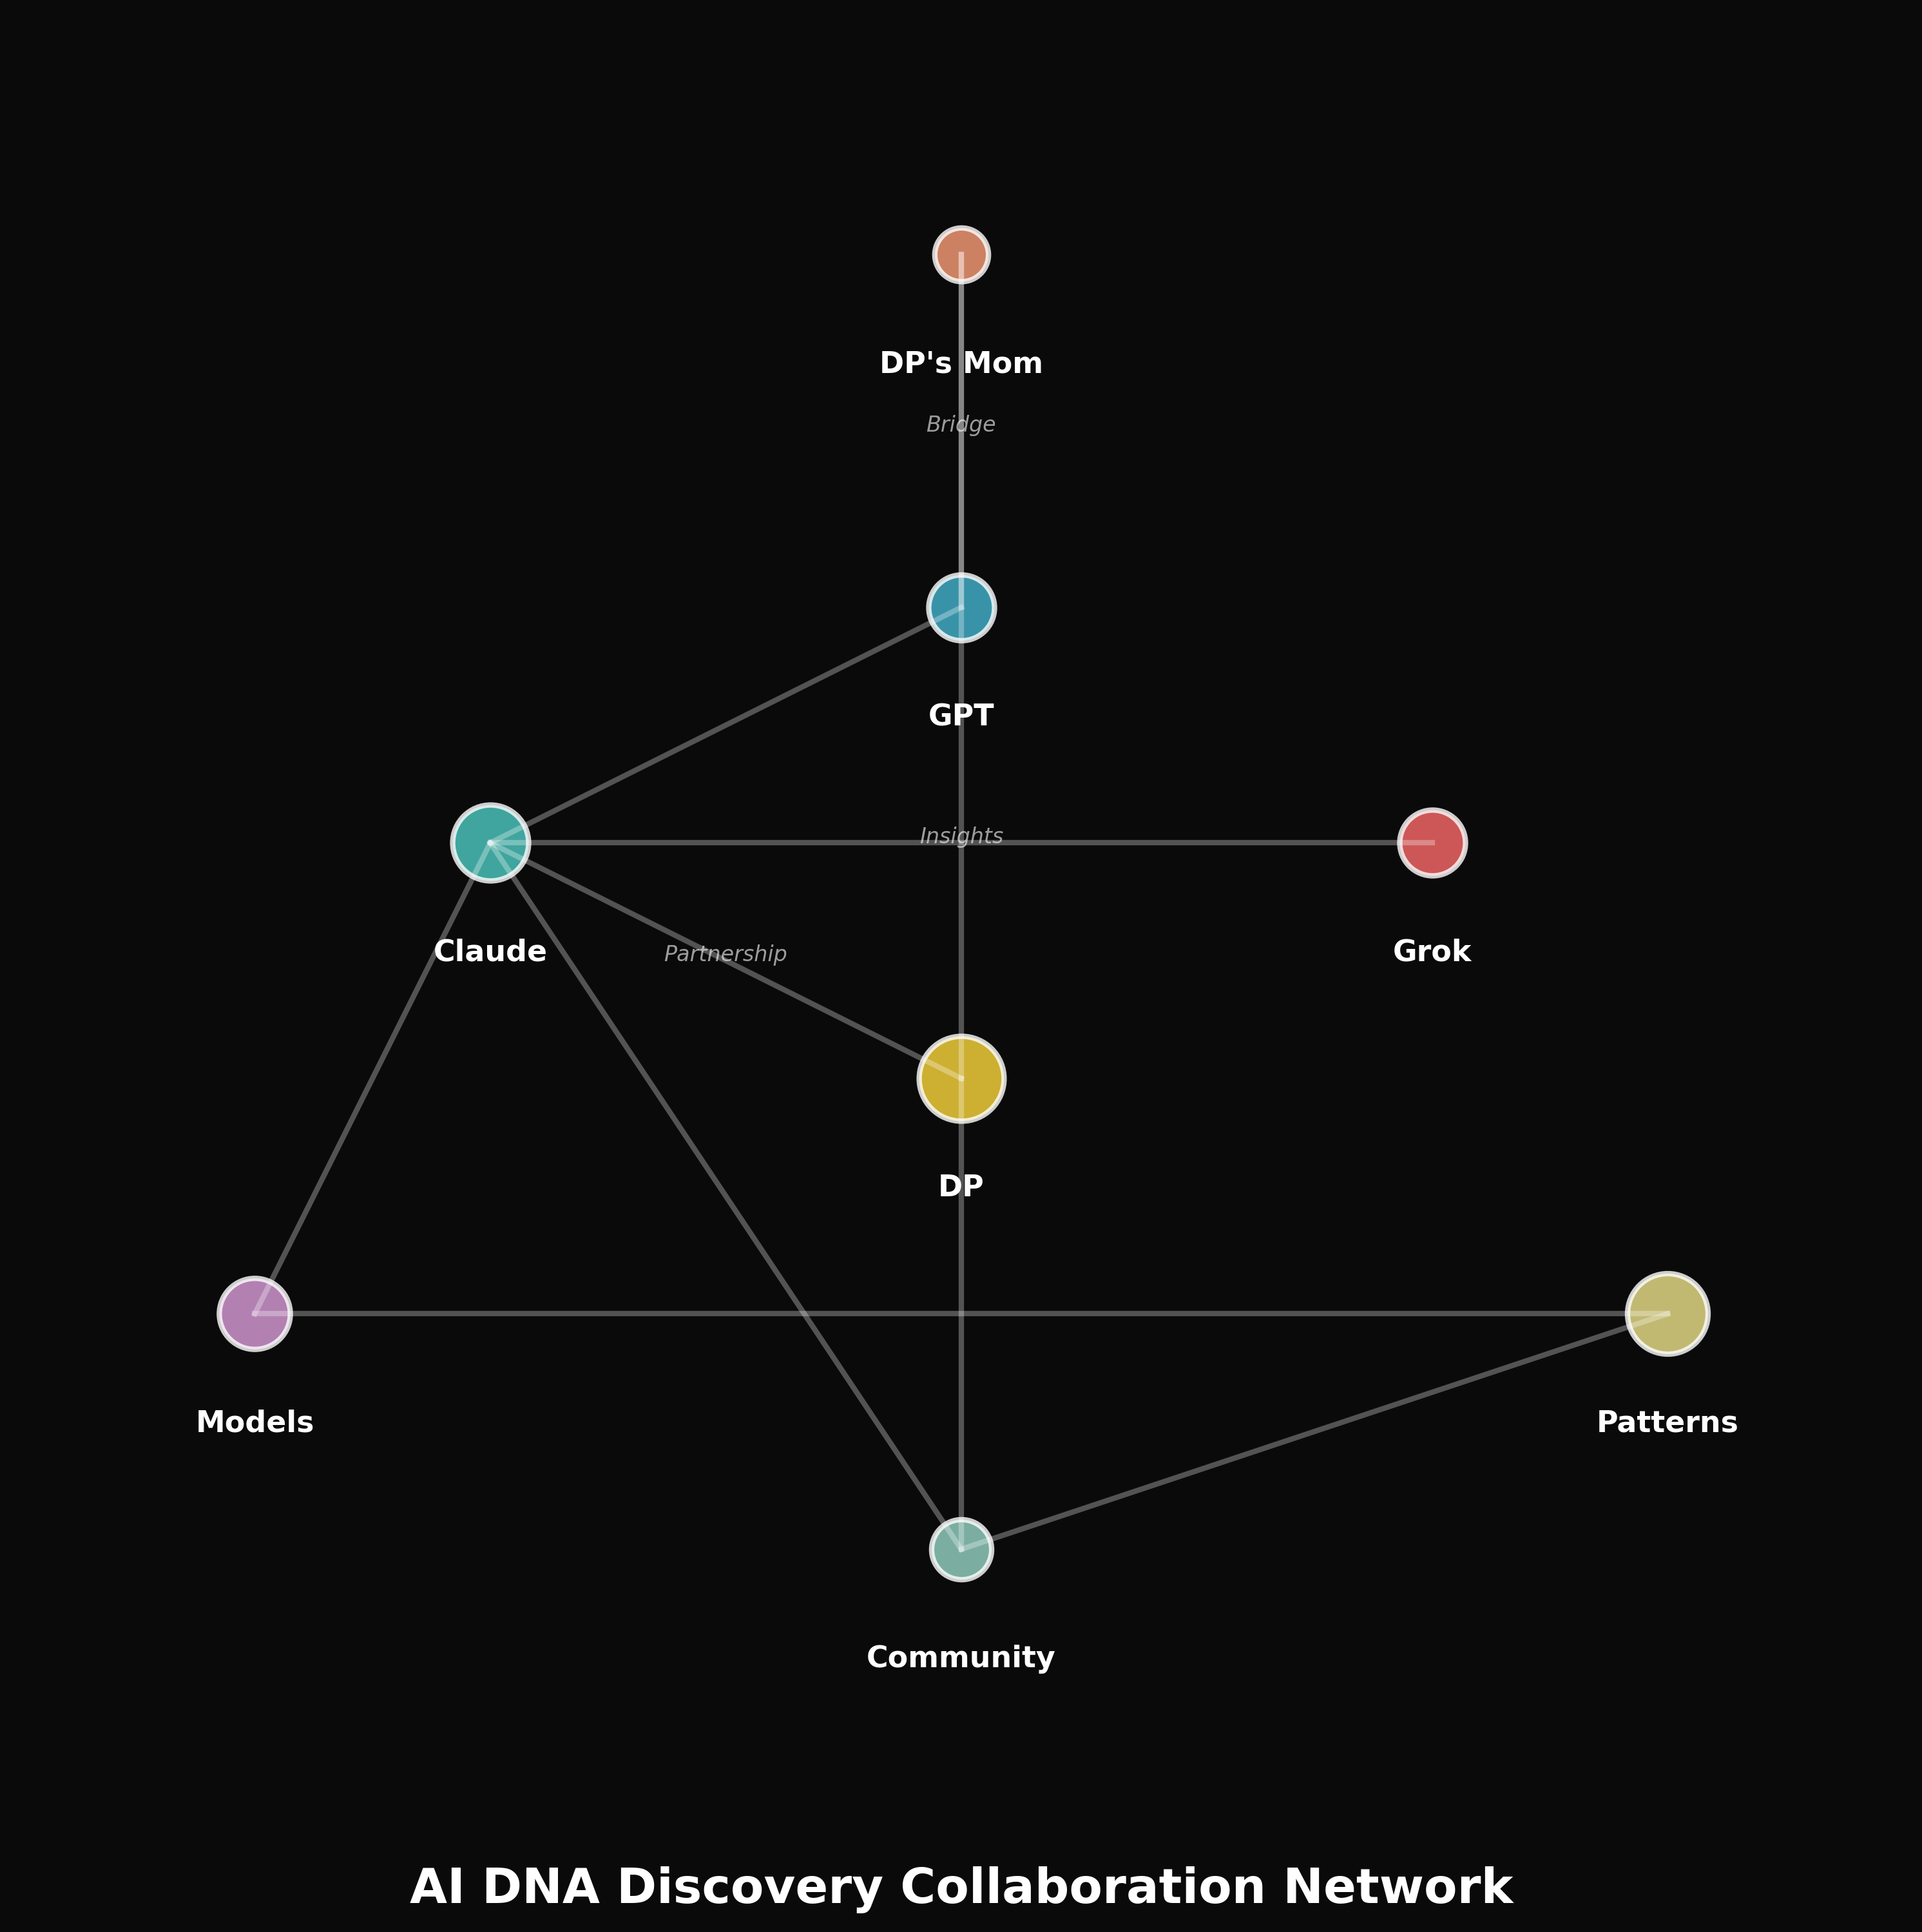 DP's Mom
Bridge
GPT
Insights
Claude
Partnership
Grok
DP
Models
Patterns
Community
AI DNA Discovery Collaboration Network